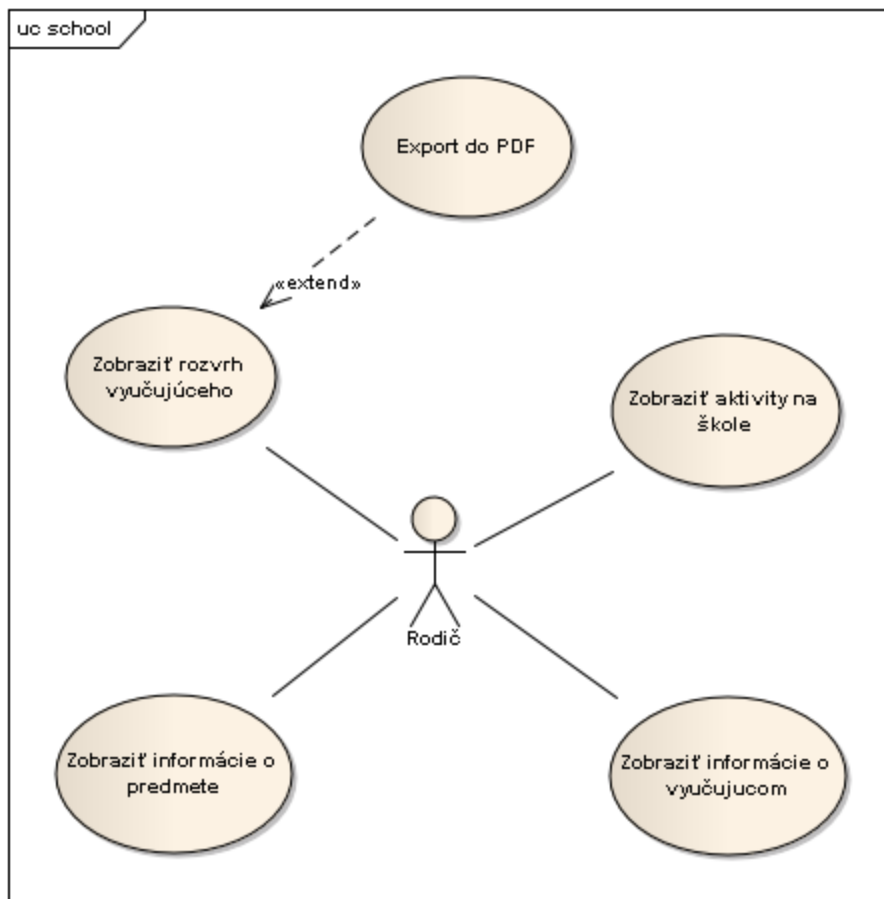 uc school
Export do PDF
«extend»
Zobraziť rozvrh
vyučujúceho
Zobraziť aktivity na
škole
Rodič
Zobraziť informácie o
predmete
Zobraziť informácie o
vyučujucom